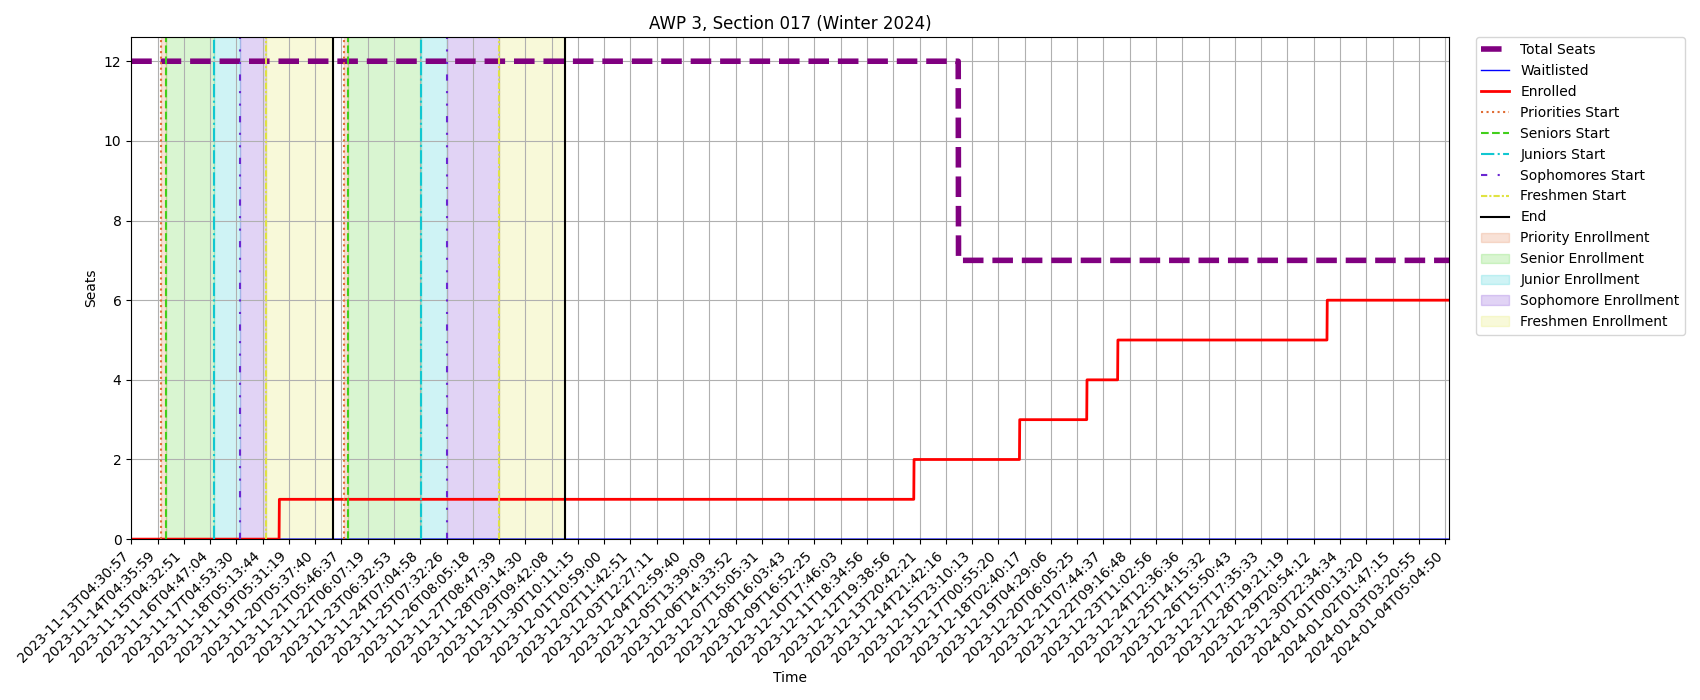 AWP 3, Section 017 (Winter 2024)
Seats
12
10
8
6
4
2
0
2023-11-13T04:30:57
2023-11-14T04:35:59
2023-11-15T04:32:51
2023-11-16T04:47:04
2023-11-17T04:53:30
2023-11-18T05:13:44
2023-11-19T05:31:19
2023-11-20T05:37:40
2023-11-21T05:46:37
2023-11-22T06:07:19
2023-11-23T06:32:53
2023-11-24T07:04:58
2023-11-25T07:32:26
2023-11-26T08:05:18
2023-11-27T08:47:39
2023-11-28T09:14:30
2023-11-29T09:42:08
2023-11-30T10:11:15
2023-12-01T10:59:00
2023-12-02T11:42:51
2023-12-03T12:27:11
2023-12-04T12:59:40
2023-12-05T13:39:09
2023-12-06T14:33:52
2023-12-07T15:05:31
2023-12-08T16:03:43
2023-12-09T16:52:25
2023-12-10T17:46:03
2023-12-11T18:34:56
2023-12-12T19:38:56
2023-12-13T20:42:21
2023-12-14T21:42:16
2023-12-15T23:10:13
2023-12-17T00:55:20
2023-12-18T02:40:17
2023-12-19T04:29:06
2023-12-20T06:05:25
2023-12-21T07:44:37
2023-12-22T09:16:48
2023-12-23T11:02:56
2023-12-24T12:36:36
2023-12-25T14:15:32
2023-12-26T15:50:43
2023-12-27T17:35:33
2023-12-28T19:21:19
2023-12-29T20:54:12
2023-12-30T22:34:34
2024-01-01T00:13:20
2024-01-02T01:47:15
2024-01-03T03:20:55
2024-01-04T05:04:50
Time
Total Seats
Waitlisted
Enrolled
Priorities Start
Seniors Start
Juniors Start
Sophomores Start
Freshmen Start
End
Priority Enrollment
Senior Enrollment
Junior Enrollment
Sophomore Enrollment
Freshmen Enrollment